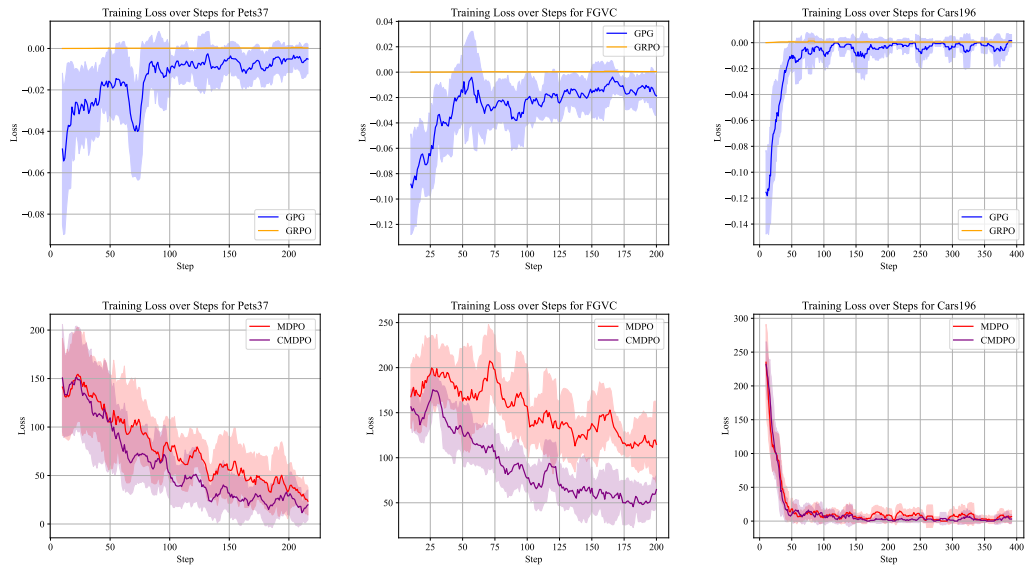 Training Loss over Steps for Pets37
0.00
−0.02
−0.04
−0.06
−0.08
Loss
0
50
100
150
200
Step
GPG
GRPO
Training Loss over Steps for FGVC
0.04
0.02
0.00
−0.02
−0.04
−0.06
−0.08
−0.10
−0.12
Loss
25
50
75
100
125
150
175
200
Step
GPG
GRPO
Training Loss over Steps for Cars196
0.00
−0.02
−0.04
−0.06
−0.08
−0.10
−0.12
−0.14
Loss
0
50
100
150
200
250
300
350
400
Step
GPG
GRPO
Training Loss over Steps for Pets37
200
150
100
50
0
Loss
0
50
100
150
200
Step
MDPO
CMDPO
Training Loss over Steps for FGVC
250
200
150
100
50
Loss
25
50
75
100
125
150
175
200
Step
MDPO
CMDPO
Training Loss over Steps for Cars196
300
250
200
150
100
50
0
Loss
0
50
100
150
200
250
300
350
400
Step
MDPO
CMDPO